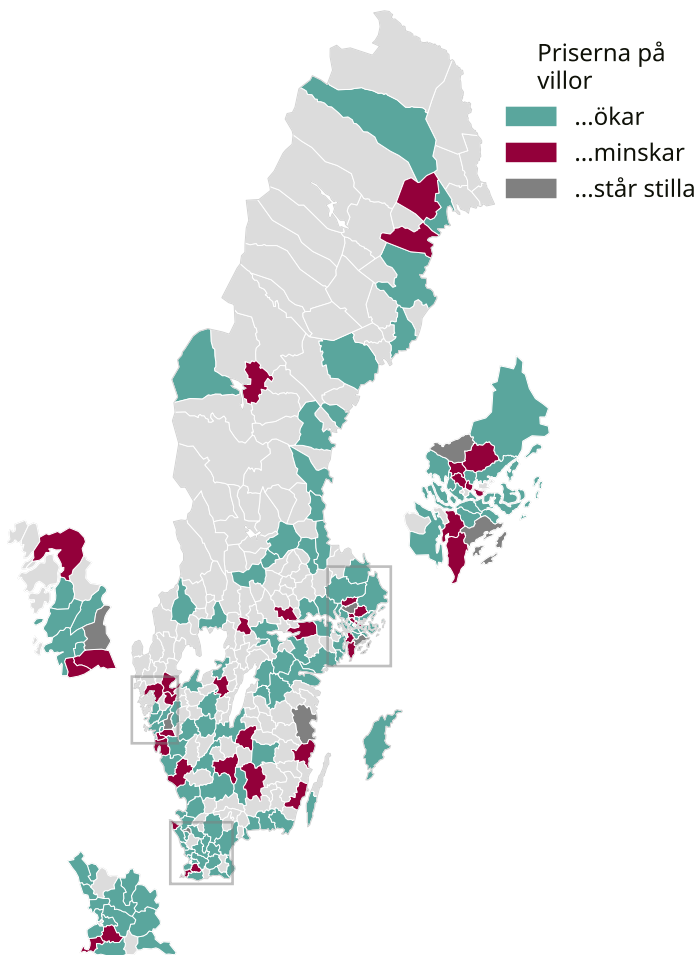 Priserna på
villor
...ökar
...minskar
...står stilla